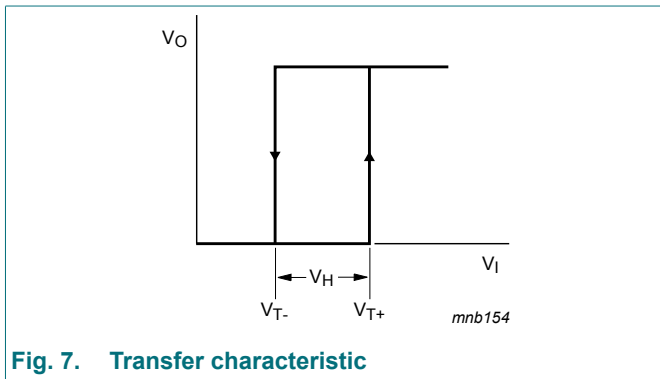 VO
VH
VI
VT-
VT+
mnb154
Fig. 7. Transfer characteristic